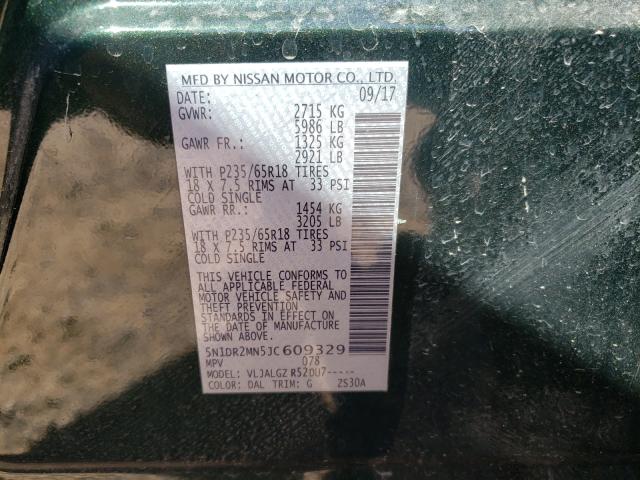 MFD BY NISSAN MOTOR CO., LTD.
DATE: 09/17
GVWR: 2715 KG
5986 LB
GAWR FR.: 1325 KG
2921 LB
WITH P235/65R18 TIRES
18 X 7.5 RIMS AT 33 PSI
COLD SINGLE
GAWR RR.: 1454 KG
3205 LB
WITH P235/65R18 TIRES
18 X 7.5 RIMS AT 33 PSI
COLD SINGLE
THIS VEHICLE CONFORMS TO
ALL APPLICABLE FEDERAL
MOTOR VEHICLE SAFETY AND
THEFT PREVENTION
STANDARDS IN EFFECT ON
THE DATE OF MANUFACTURE
SHOWN ABOVE.
5N1DR2MN5JC609329
MPV 078
MODEL: VLJALGZ R520U7-----
COLOR: DAL TRIM: G ZS30A